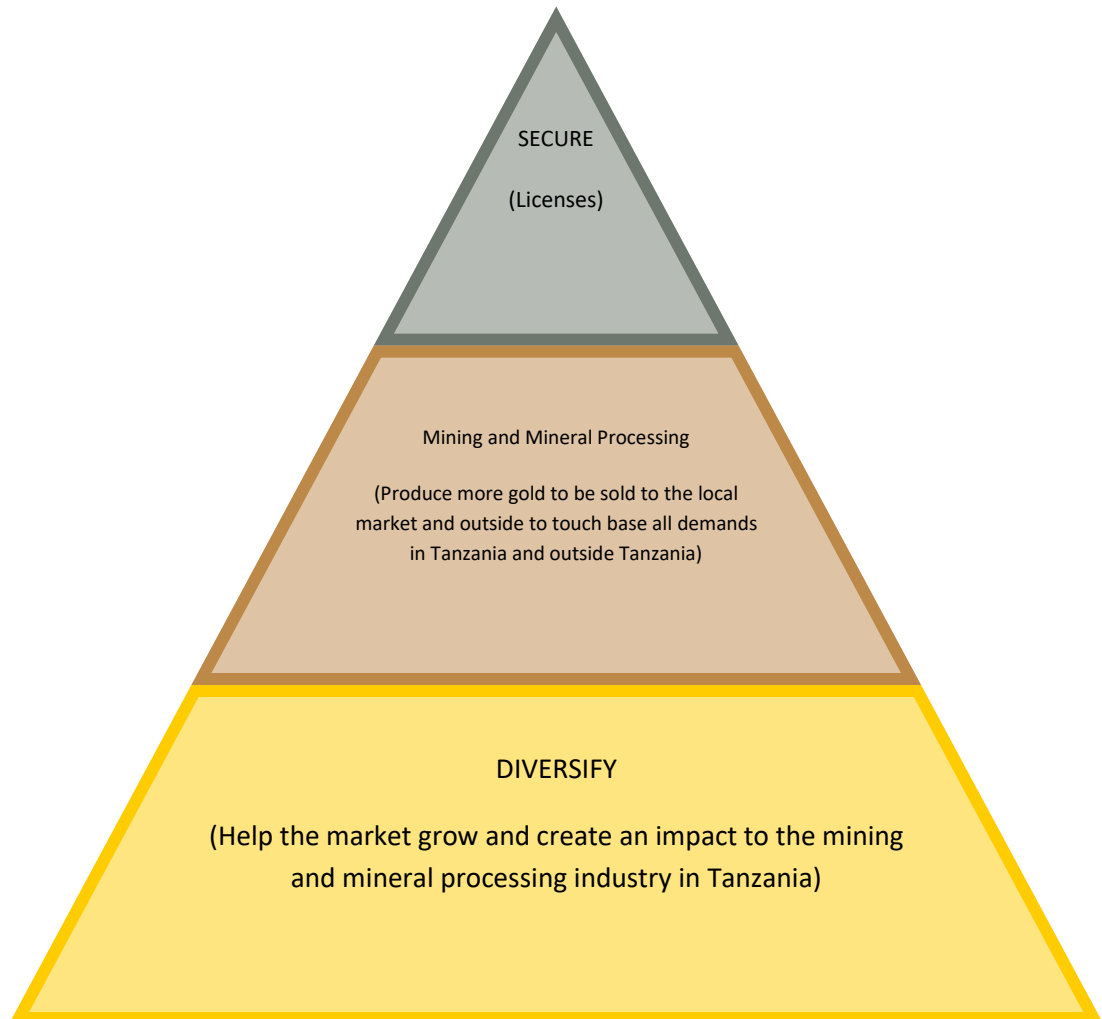 SECURE
(Licenses)
Mining and Mineral Processing
(Produce more gold to be sold to the local
market and outside to touch base all demands
in Tanzania and outside Tanzania)
DIVERSIFY
(Help the market grow and create an impact to the mining
and mineral processing industry in Tanzania)